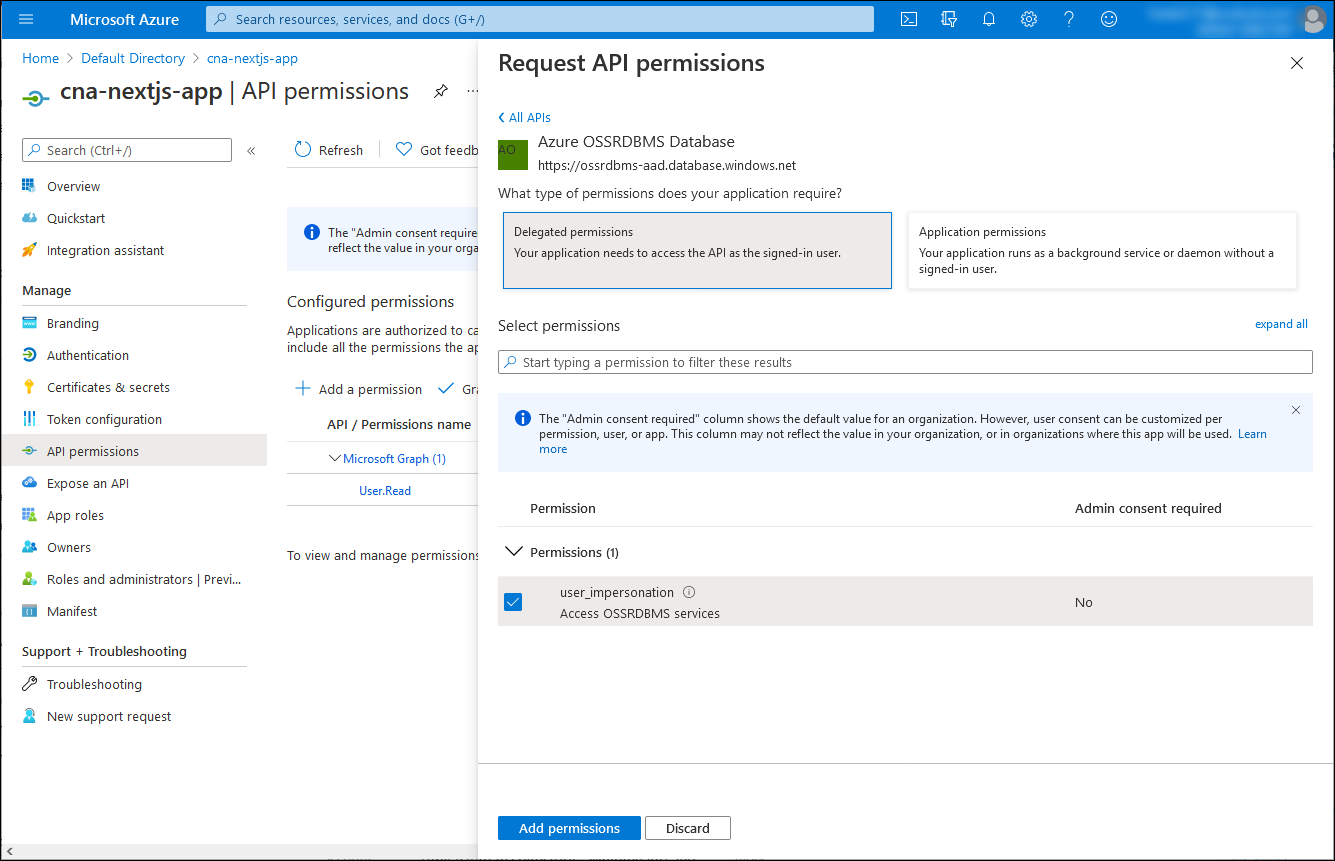 Microsoft Azure
Search resources, services, and docs (G+/)
Home > Default Directory > cna-nextjs-app
cna-nextjs-app | API permissions
...
Search (Ctrl+/)
«
Overview
Quickstart
Integration assistant
Manage
Branding
Authentication
Certificates & secrets
Token configuration
API permissions
Expose an API
App roles
Owners
Roles and administrators | Previ...
Manifest
Support + Troubleshooting
Troubleshooting
New support request
Refresh
Got feedb
The "Admin consent require
reflect the value in your orga
Configured permissions
Applications are authorized to ca
include all the permissions the ap
Add a permission
Gra
API / Permissions name
Microsoft Graph (1)
User.Read
To view and manage permissions
Request API permissions
All APIs
AO
Azure OSSRDBMS Database
https://ossrdbms-aad.database.windows.net
What type of permissions does your application require?
Delegated permissions
Your application needs to access the API as the signed-in user.
Application permissions
Your application runs as a background service or daemon without a
signed-in user.
Select permissions
expand all
Start typing a permission to filter these results
The "Admin consent required" column shows the default value for an organization. However, user consent can be customized per
permission, user, or app. This column may not reflect the value in your organization, or in organizations where this app will be used. Learn
more
Permission
Admin consent required
Permissions (1)
user_impersonation
Access OSSRDBMS services
No
Add permissions
Discard